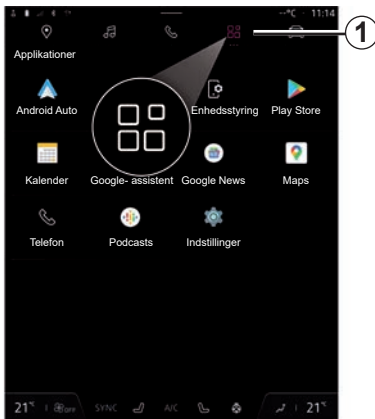 --°C 11:14
1
Applikationer
Android Auto Enhedsstyring Play Store
Kalender Google- assistent Google News Maps
Telefon Podcasts Indstillinger
21°C OFF SYNC A/C 21°C